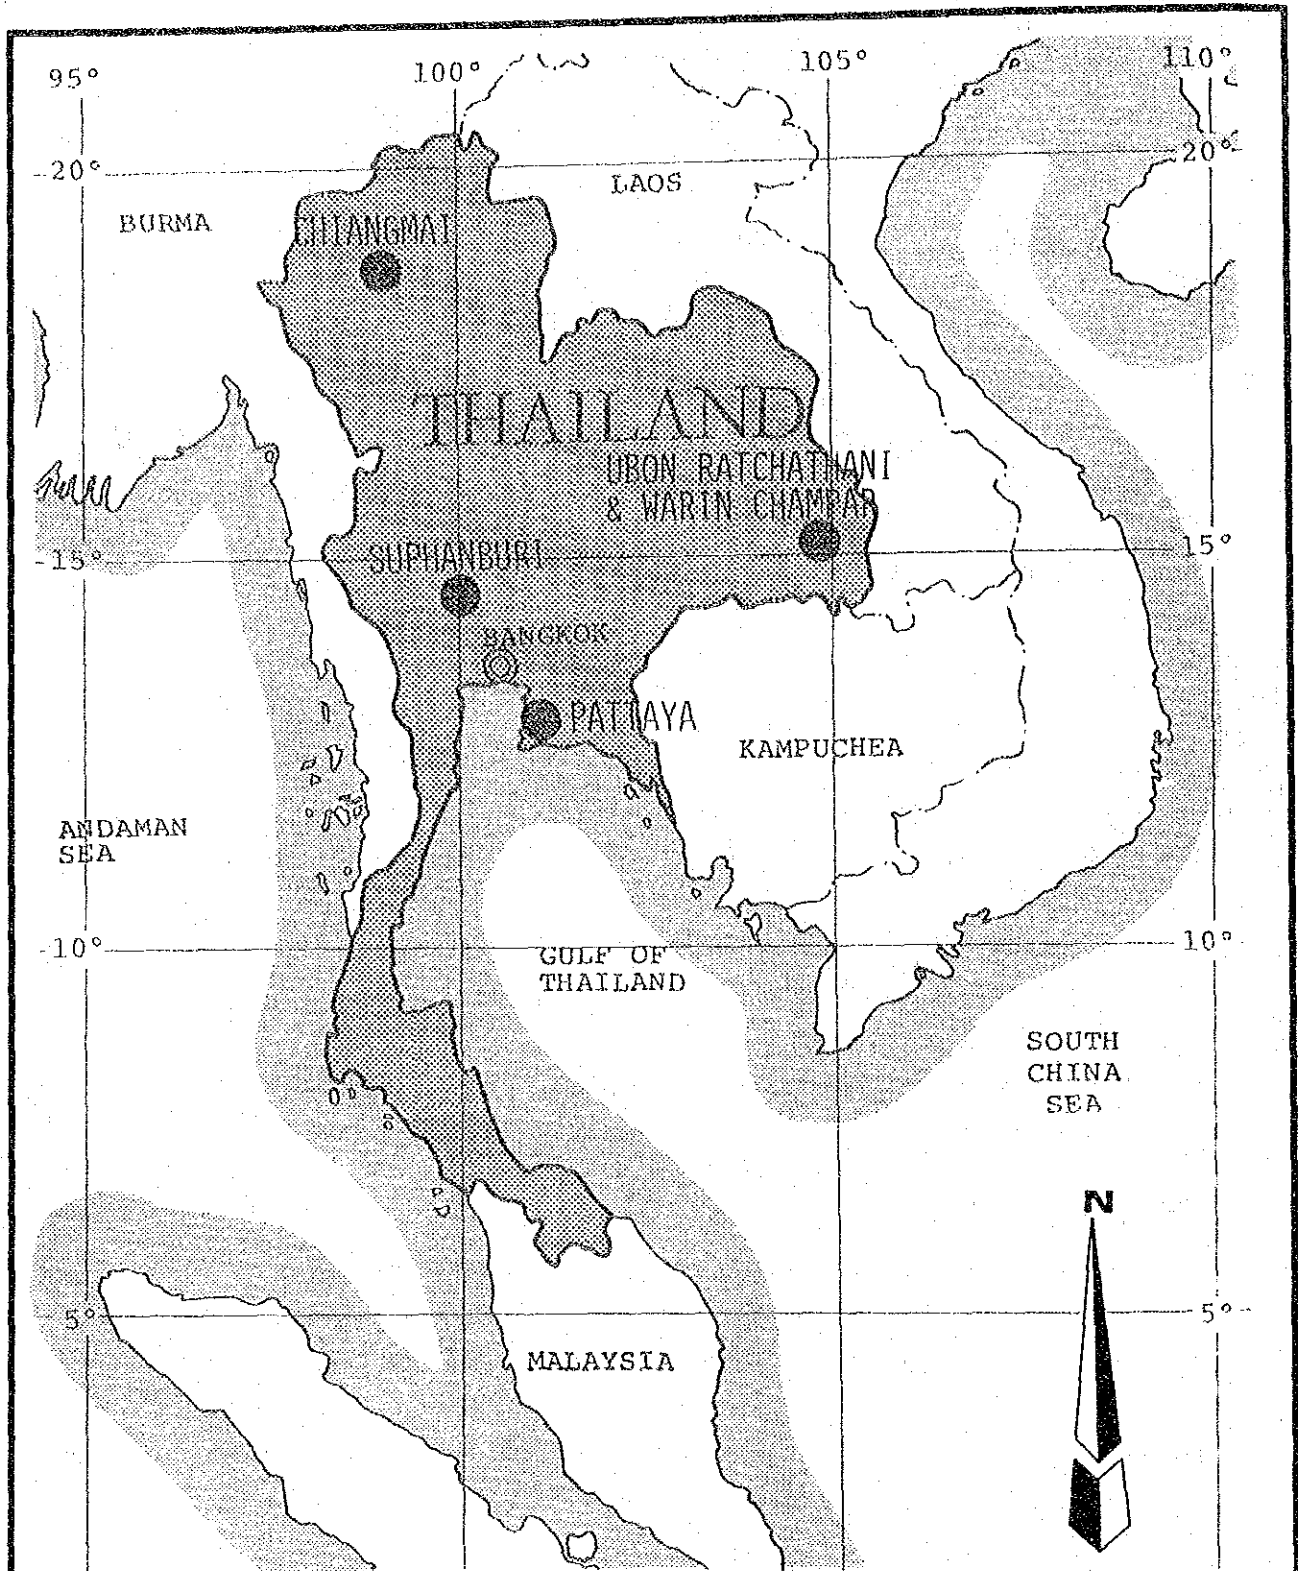 95°
100°
105°
110°
20°
20°
LAOS
BURMA
CHIANGMAI
THAILAND
UBON RATCHATHANI
& WARIN CHAMRAR
15°
15°
SUPHANBURI
BANGKOK
PATTAYA
KAMPUCHEA
ANDAMAN
SEA
10°
10°
GULF OF
THAILAND
SOUTH
CHINA
SEA
N
5°
5°
MALAYSIA